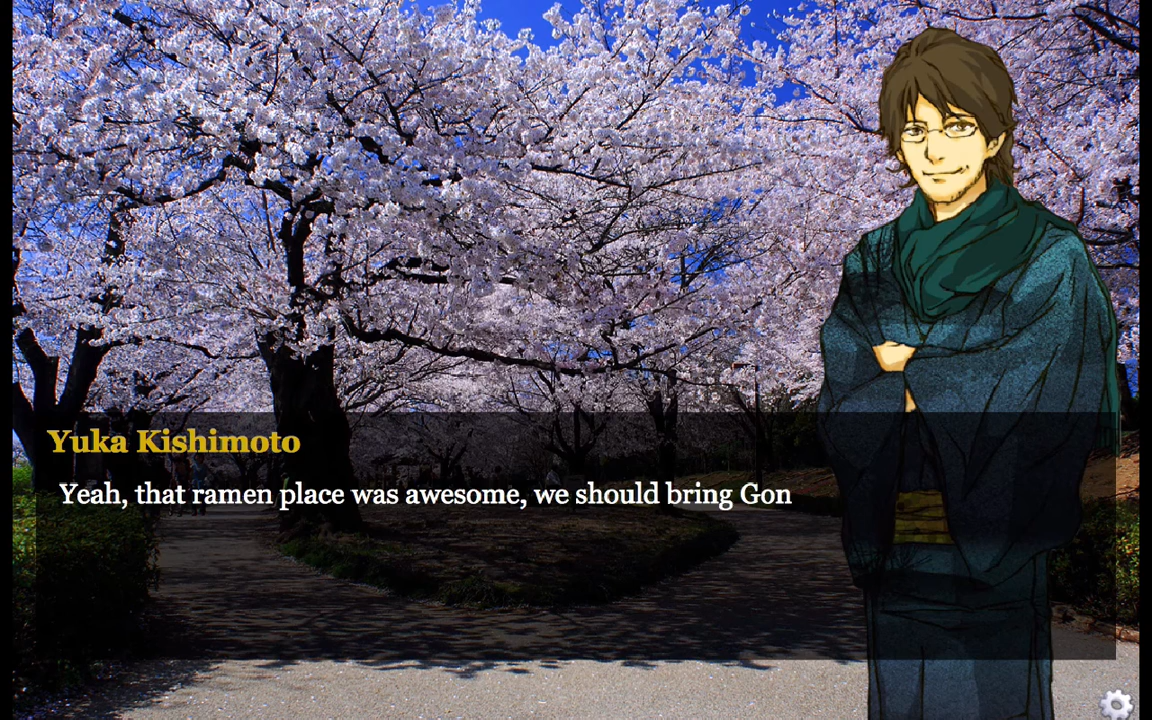 Yuka Kishimoto
Yeah, that ramen place was awesome, we should bring Gon